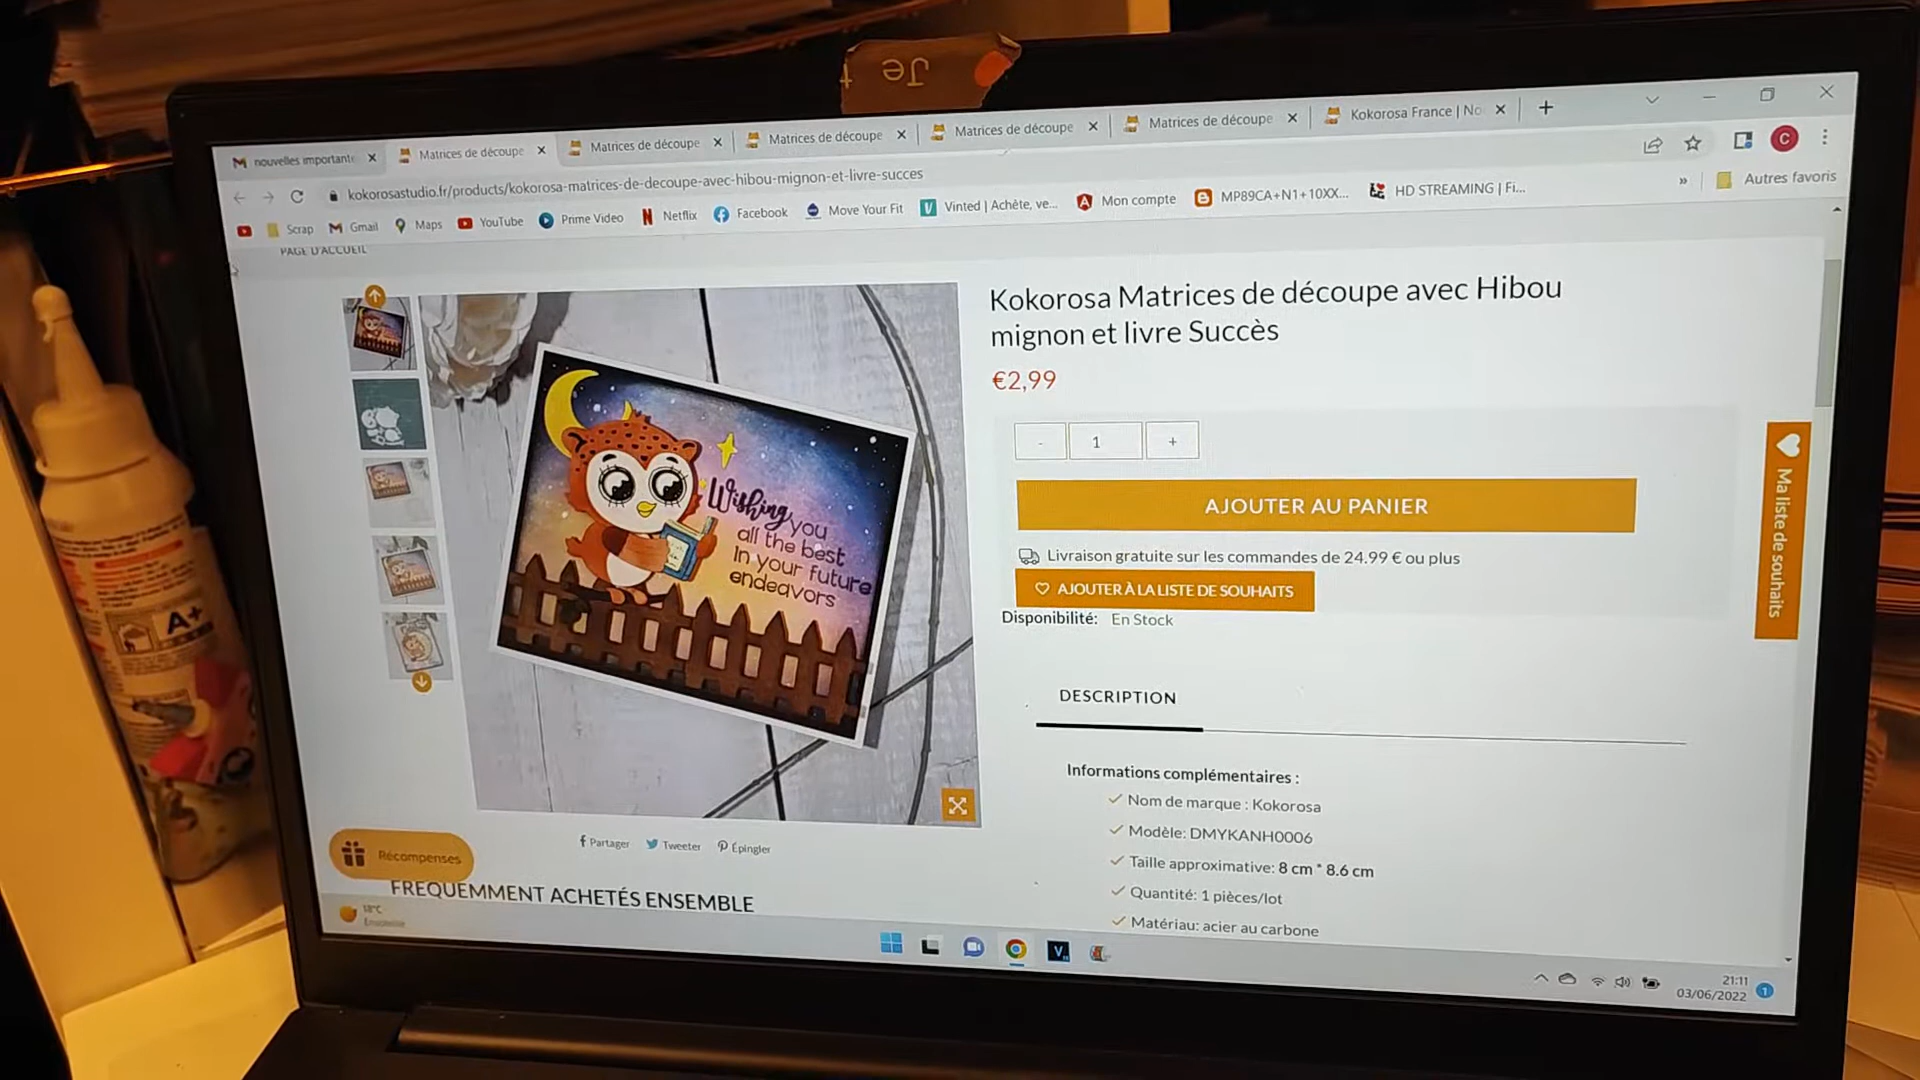 Je
nouvelles importante
Matrices de découpe
Matrices de découpe
Matrices de découpe
Matrices de découpe
Matrices de découpe
Kokorosa France | No
kokorosastudio.fr/products/kokorosa-matrices-de-decoupe-avec-hibou-mignon-et-livre-succes
C
Scrap
Gmail
Maps
YouTube
Prime Video
Netflix
Facebook
Move Your Fit
Vinted | Achète, ve...
Mon compte
MP89CA+N1+10XX...
HD STREAMING | Fi...
»
Autres favoris
PAGE D'ACCUEIL
Kokorosa Matrices de découpe avec Hibou
mignon et livre Succès
€2,99
- 1 +
AJOUTER AU PANIER
Livraison gratuite sur les commandes de 24.99 € ou plus
AJOUTER À LA LISTE DE SOUHAITS
Disponibilité: En Stock
Ma liste de souhaits
Wishing you
all the best
In your future
endeavors
DESCRIPTION
Informations complémentaires :
Nom de marque : Kokorosa
Modèle: DMYKANH0006
Taille approximative: 8 cm * 8.6 cm
Quantité: 1 pièces/lot
Matériau: acier au carbone
Partager
Tweeter
Épingler
Récompenses
FRÉQUEMMENT ACHETÉS ENSEMBLE
18°C
21:11
03/06/2022
1
A+